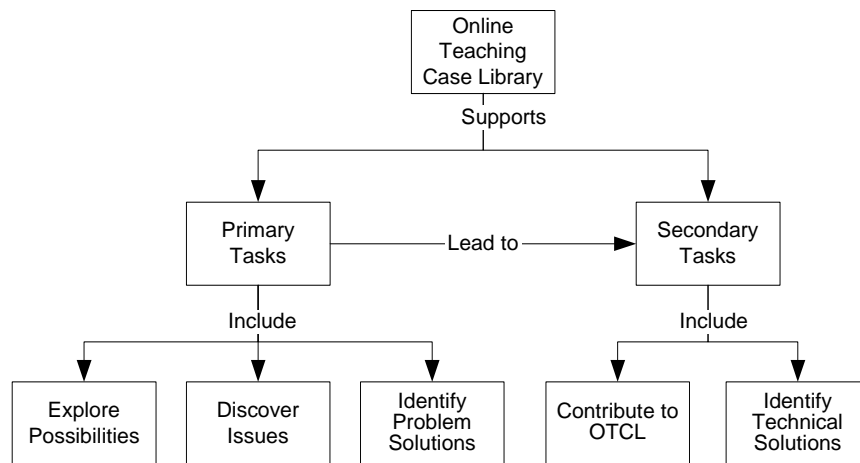 Online
Teaching
Case Library
Supports
Primary
Tasks
Lead to
Secondary
Tasks
Include
Include
Explore
Possibilities
Discover
Issues
Identify
Problem
Solutions
Contribute to
OTCL
Identify
Technical
Solutions